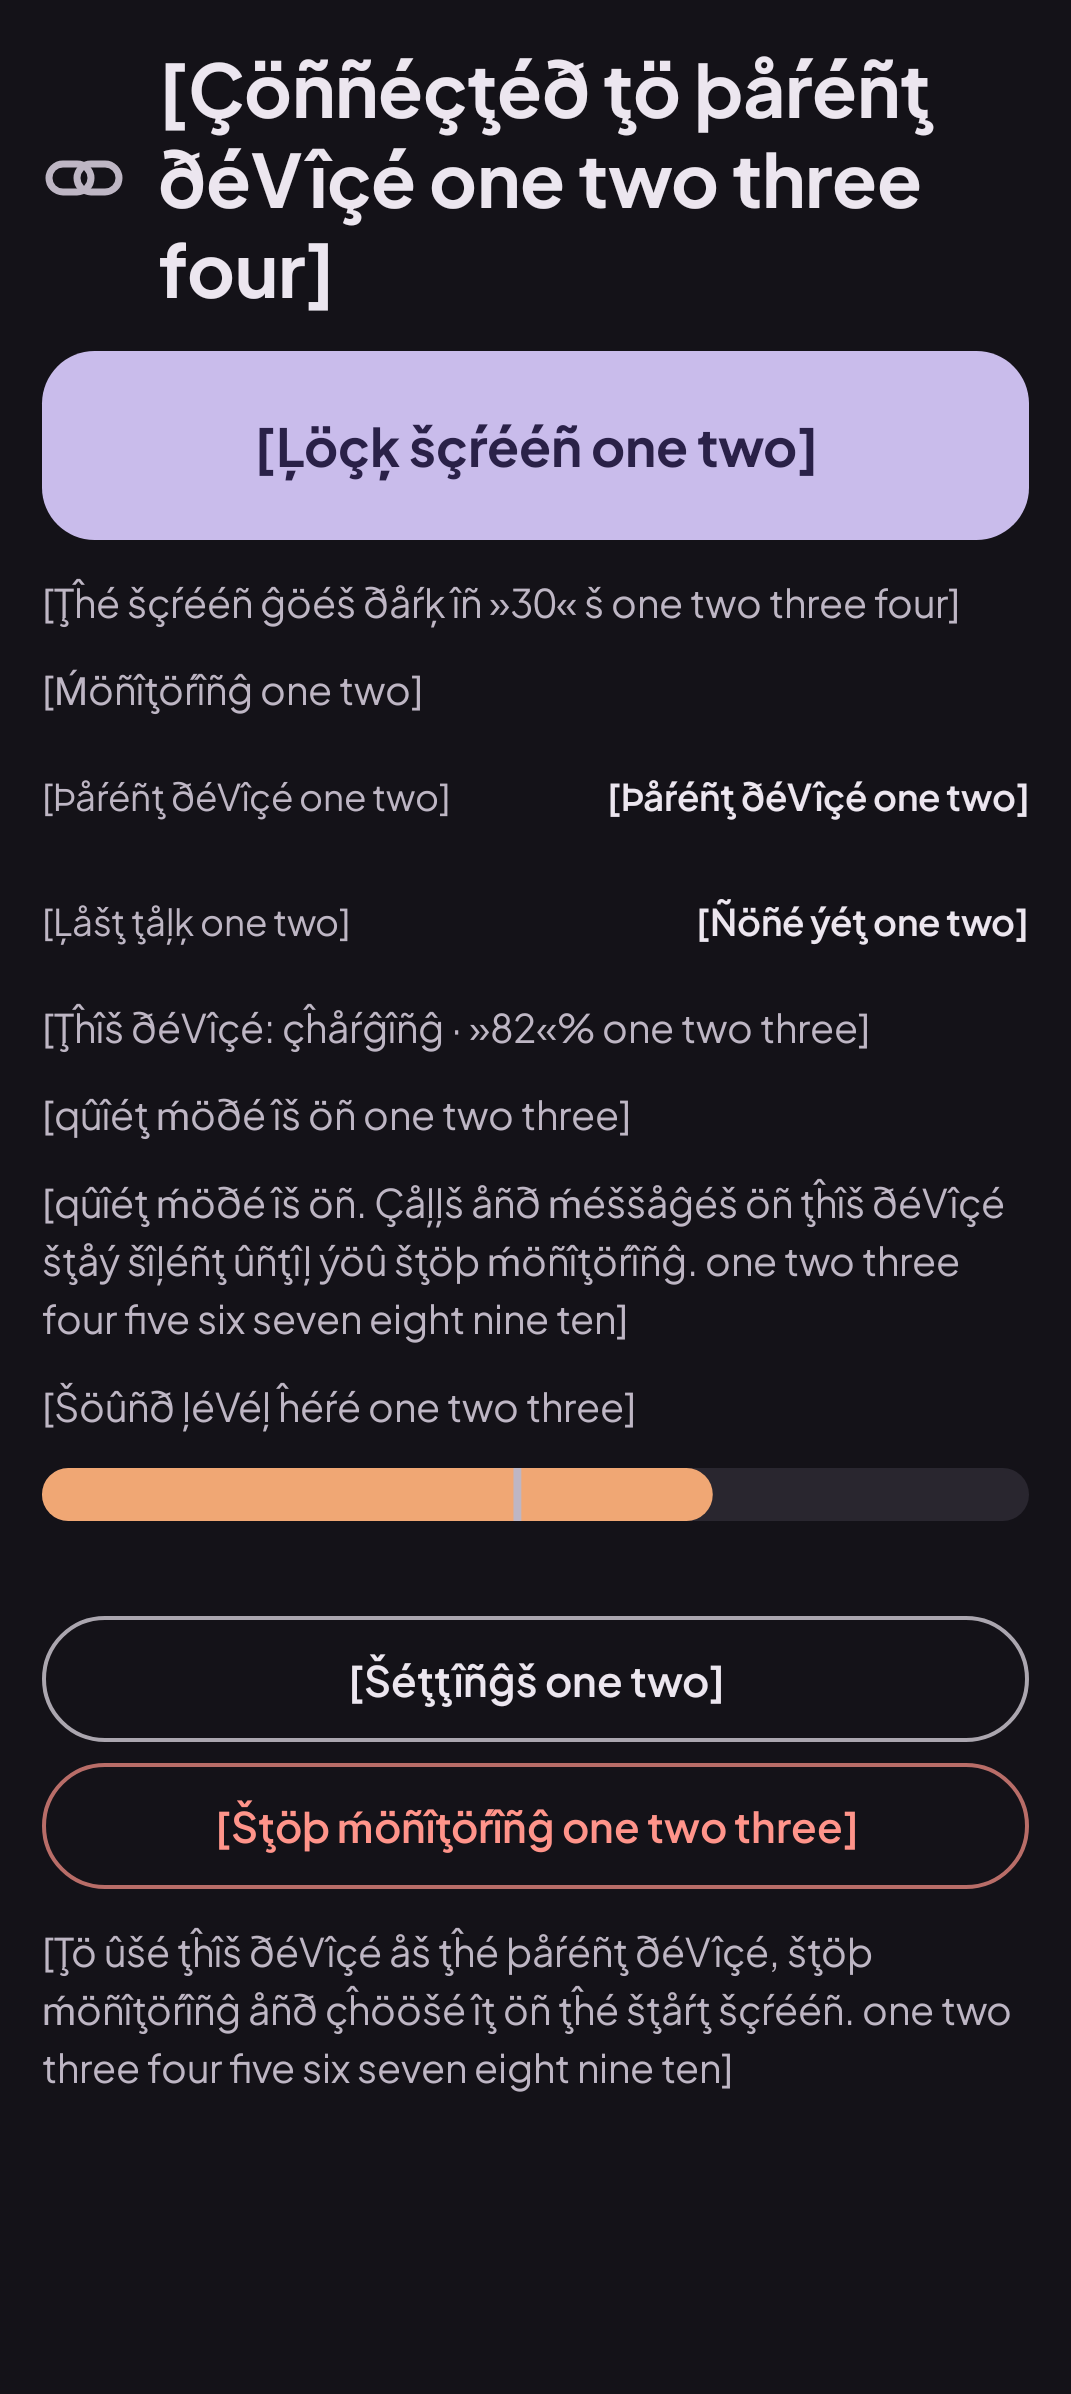 [Çöññéçţéð ţö þåŕéñţ
ðéVîçé one two three
four]
[Ļöçķ šçŕééñ one two]
[Ţĥé šçŕééñ ĝöéš ðåŕķ îñ »30« š one two three four]
[Ḿöñîţöŕîñĝ one two]
[Þåŕéñţ ðéVîçé one two] [Þåŕéñţ ðéVîçé one two]
[Ļåšţ ţåļķ one two] [Ñöñé ýéţ one two]
[Ţĥîš ðéVîçé: çĥåŕĝîñĝ · »82«% one two three]
[qûîéţ ḿöðé îš öñ one two three]
[qûîéţ ḿöðé îš öñ. Çåļļš åñð ḿéššåĝéš öñ ţĥîš ðéVîçé
šţåý šîļéñţ ûñţîļ ýöû šţöþ ḿöñîţöŕîñĝ. one two three
four five six seven eight nine ten]
[Šöûñð ļéVéļ ĥéŕé one two three]
[Šéţţîñĝš one two]
[Šţöþ ḿöñîţöŕîñĝ one two three]
[Ţö ûšé ţĥîš ðéVîçé åš ţĥé þåŕéñţ ðéVîçé, šţöþ
ḿöñîţöŕîñĝ åñð çĥööšé îţ öñ ţĥé šţåŕţ šçŕééñ. one two
three four five six seven eight nine ten]